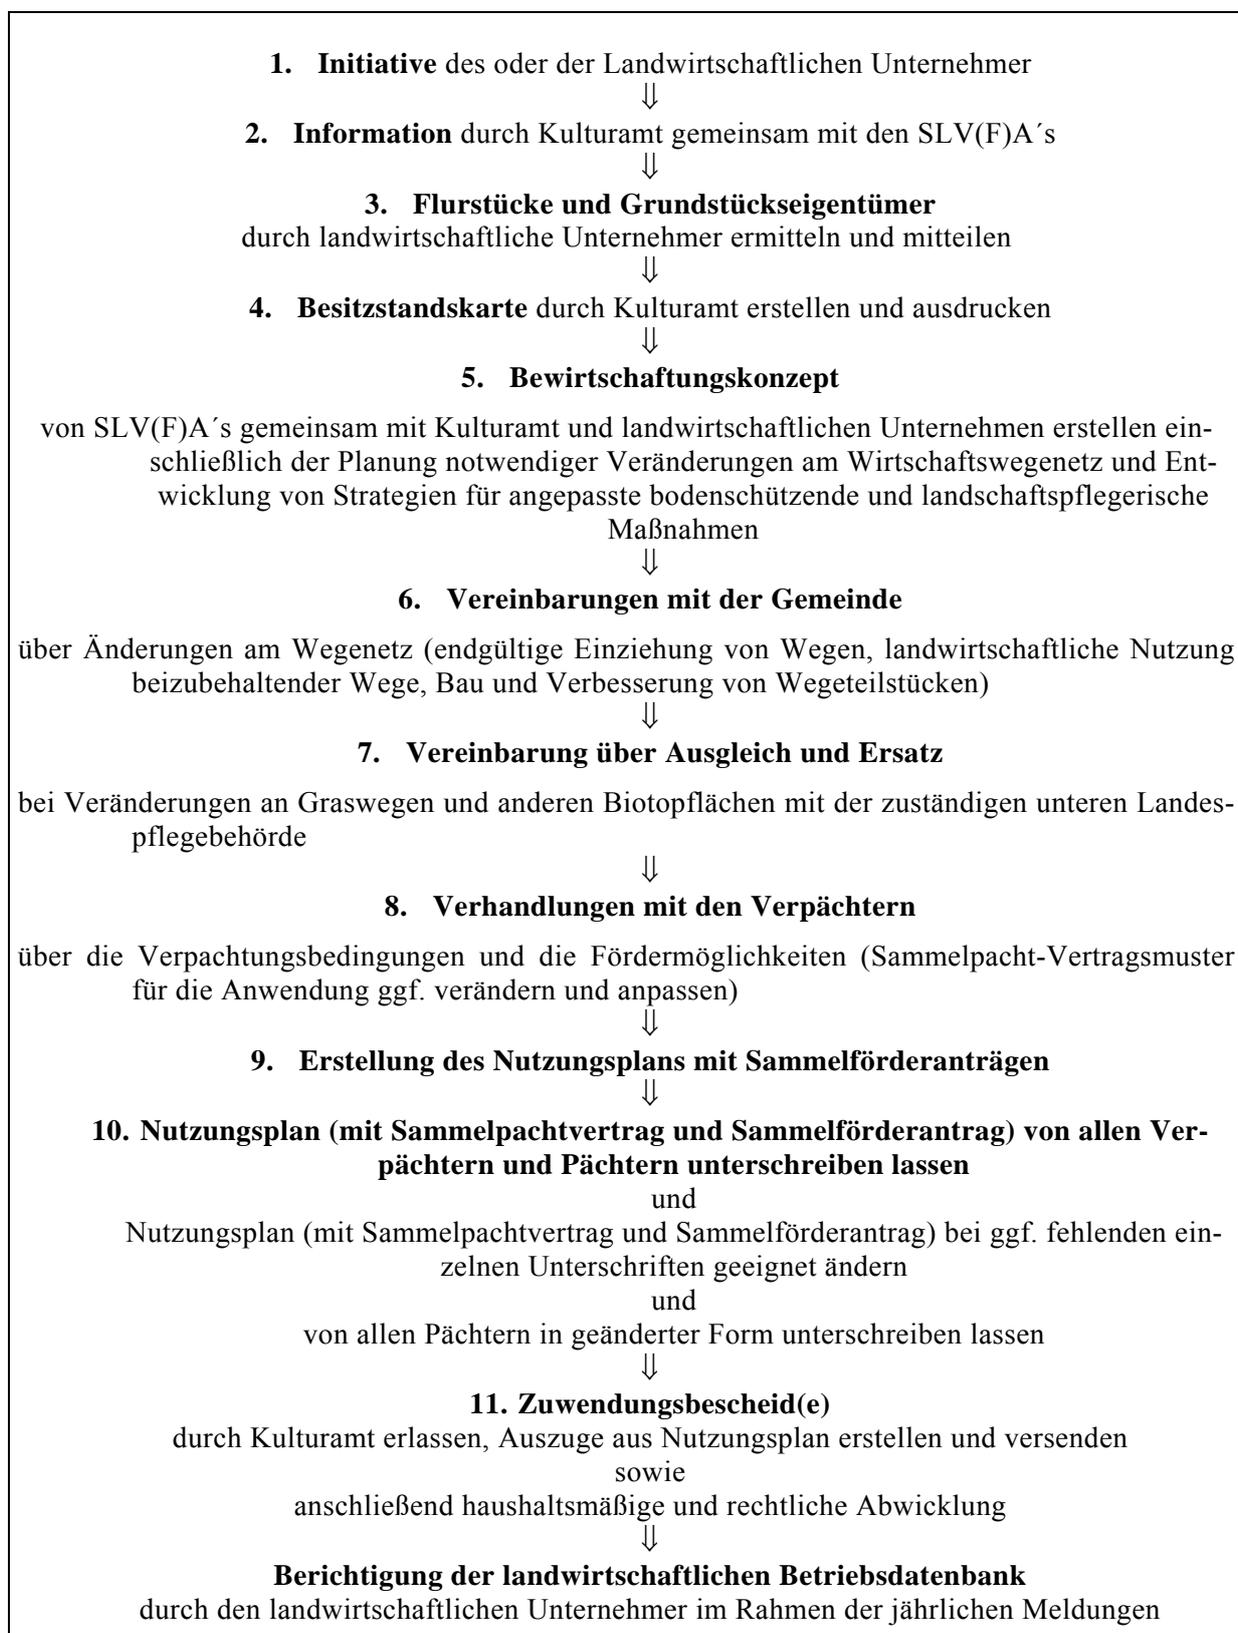 1. Initiative des oder der Landwirtschaftlichen Unternehmer
⇓
2. Information durch Kulturamt gemeinsam mit den SLV(F)A´s
⇓
3. Flurstücke und Grundstückseigentümer
durch landwirtschaftliche Unternehmer ermitteln und mitteilen
⇓
4. Besitzstandskarte durch Kulturamt erstellen und ausdrucken
⇓
5. Bewirtschaftungskonzept
von SLV(F)A´s gemeinsam mit Kulturamt und landwirtschaftlichen Unternehmen erstellen ein-
schließlich der Planung notwendiger Veränderungen am Wirtschaftswegenetz und Ent-
wicklung von Strategien für angepasste bodenschützende und landschaftspflegerische
Maßnahmen
⇓
6. Vereinbarungen mit der Gemeinde
über Änderungen am Wegenetz (endgültige Einziehung von Wegen, landwirtschaftliche Nutzung
beizubehaltender Wege, Bau und Verbesserung von Wegeteilstücken)
⇓
7. Vereinbarung über Ausgleich und Ersatz
bei Veränderungen an Graswegen und anderen Biotopflächen mit der zuständigen unteren Landes-
pflegebehörde
⇓
8. Verhandlungen mit den Verpächtern
über die Verpachtungsbedingungen und die Fördermöglichkeiten (Sammelpacht-Vertragsmuster
für die Anwendung ggf. verändern und anpassen)
⇓
9. Erstellung des Nutzungsplans mit Sammelförderanträgen
⇓
10. Nutzungsplan (mit Sammelpachtvertrag und Sammelförderantrag) von allen Ver-
pächtern und Pächtern unterschreiben lassen
und
Nutzungsplan (mit Sammelpachtvertrag und Sammelförderantrag) bei ggf. fehlenden ein-
zelnen Unterschriften geeignet ändern
und
von allen Pächtern in geänderter Form unterschreiben lassen
⇓
11. Zuwendungsbescheid(e)
durch Kulturamt erlassen, Auszuge aus Nutzungsplan erstellen und versenden
sowie
anschließend haushaltsmäßige und rechtliche Abwicklung
⇓
Berichtigung der landwirtschaftlichen Betriebsdatenbank
durch den landwirtschaftlichen Unternehmer im Rahmen der jährlichen Meldungen